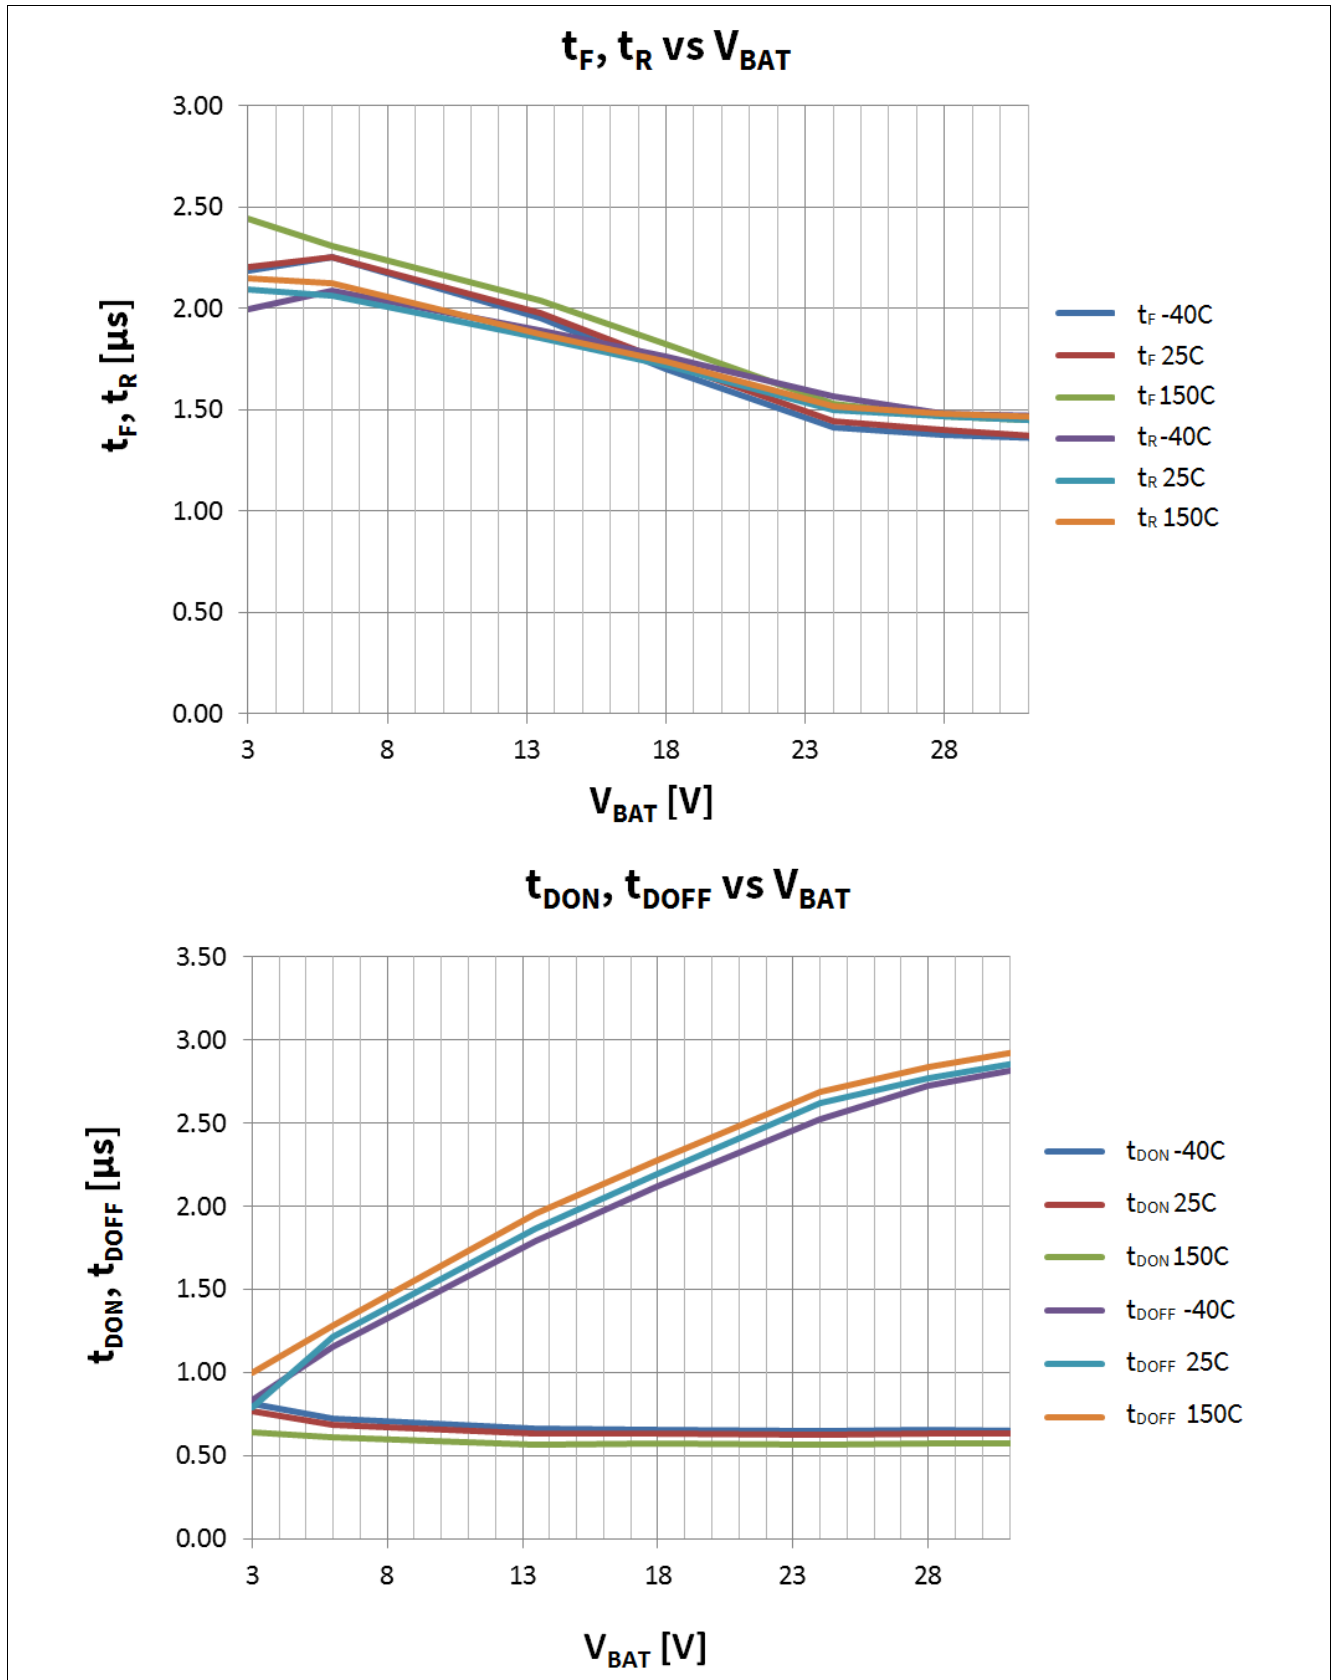 tF, tR vs VBAT
3.00
2.50
2.00
1.50
1.00
0.50
0.00
tF, tR [µs]
3 8 13 18 23 28
VBAT [V]
tF -40C
tF 25C
tF 150C
tR -40C
tR 25C
tR 150C
tDON, tDOFF vs VBAT
3.50
3.00
2.50
2.00
1.50
1.00
0.50
0.00
tDON, tDOFF [µs]
3 8 13 18 23 28
VBAT [V]
tDON -40C
tDON 25C
tDON 150C
tDOFF -40C
tDOFF 25C
tDOFF 150C